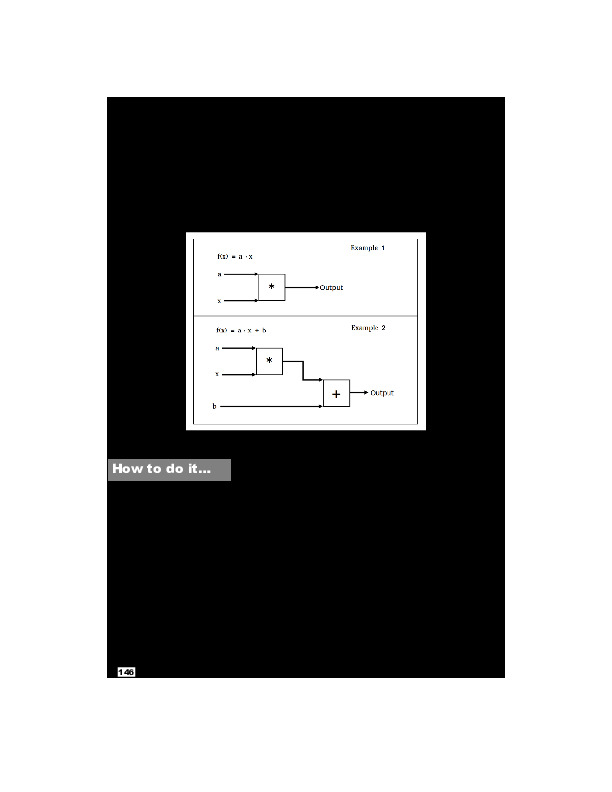 Example 1
f(x) = a · x
a
*
Output
x
Example 2
f(x) = a · x + b
a
*
x
+
Output
b
How to do it...
146